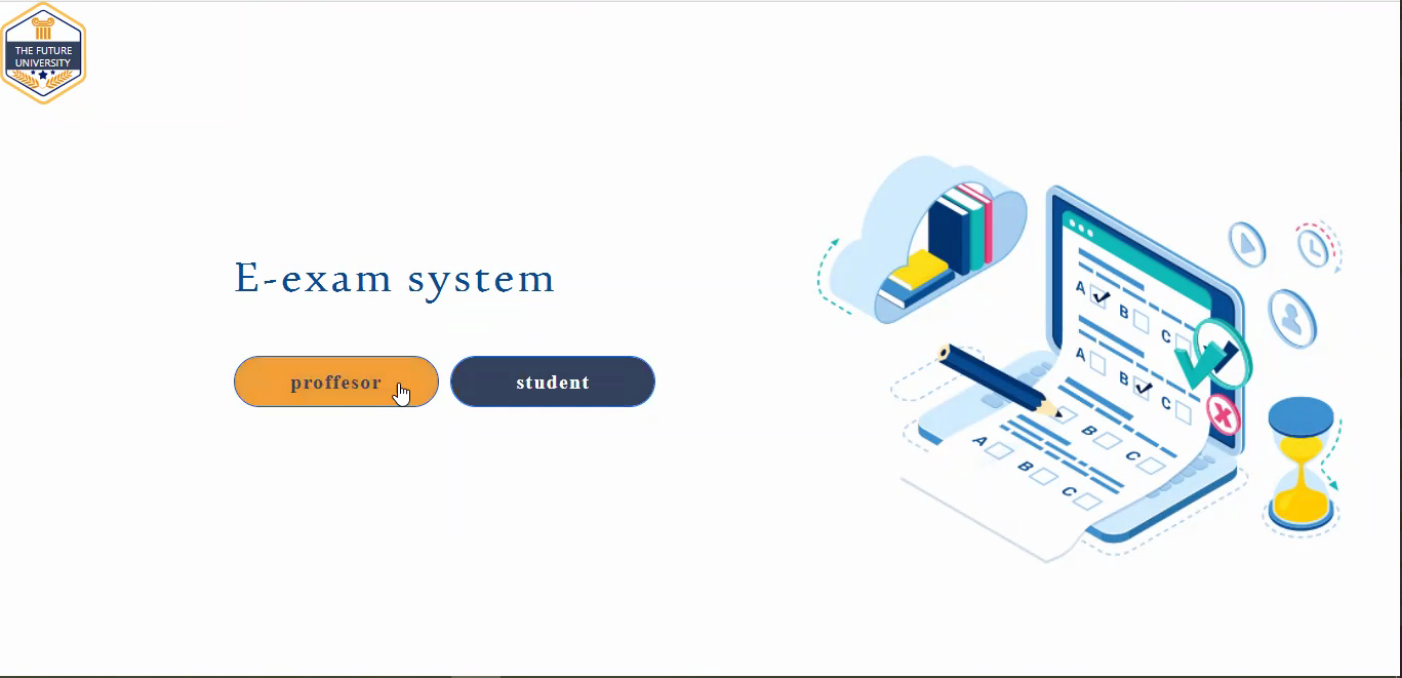 THE FUTURE
UNIVERSITY
E-exam system
proffesor
student
A
B
C
A
B
C
B
C
A
B
C